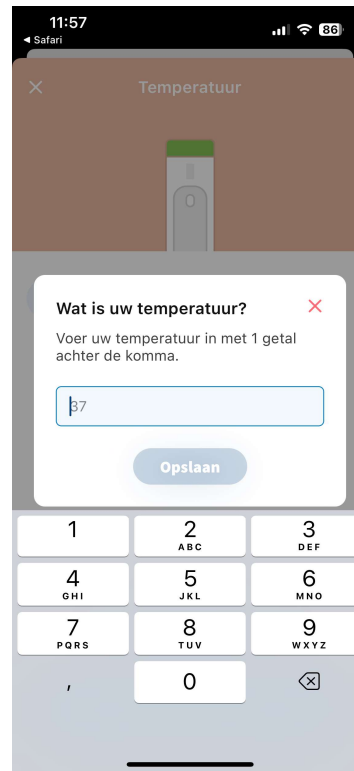 11:57
86
◀ Safari
Temperatuur
Wat is uw temperatuur?
Voer uw temperatuur in met 1 getal
achter de komma.
37
Opslaan
1
2
ABC
3
DEF
4
GHI
5
JKL
6
MNO
7
PQRS
8
TUV
9
WXYZ
,
0